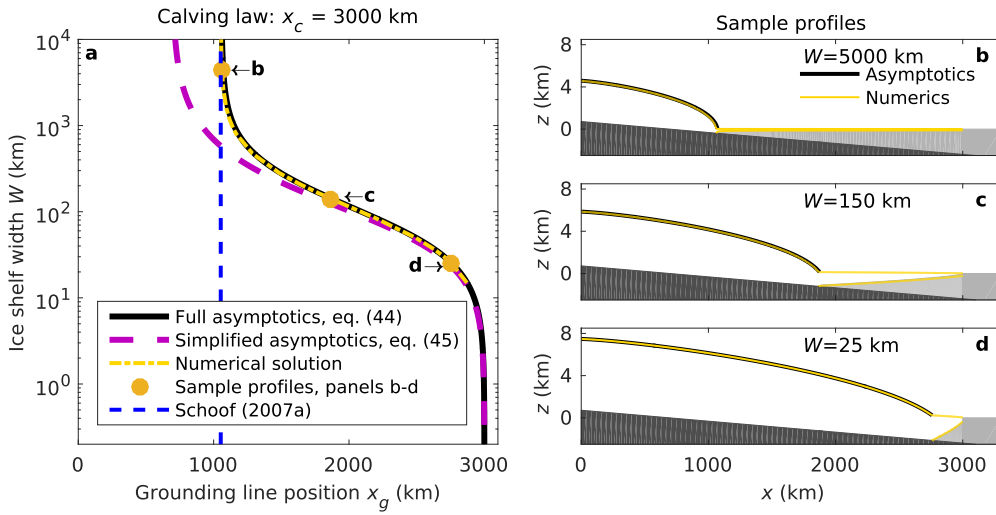 Calving law: x_c = 3000 km
a
10^4
10^3
10^2
10^1
10^0
Ice shelf width W (km)
b
c
d
Full asymptotics, eq. (44)
Simplified asymptotics, eq. (45)
Numerical solution
Sample profiles, panels b-d
Schoof (2007a)
0 1000 2000 3000
Grounding line position x_g (km)
Sample profiles
b
W=5000 km
Asymptotics
Numerics
8
4
0
z (km)
c
W=150 km
8
4
0
z (km)
d
W=25 km
8
4
0
z (km)
0 1000 2000 3000
x (km)